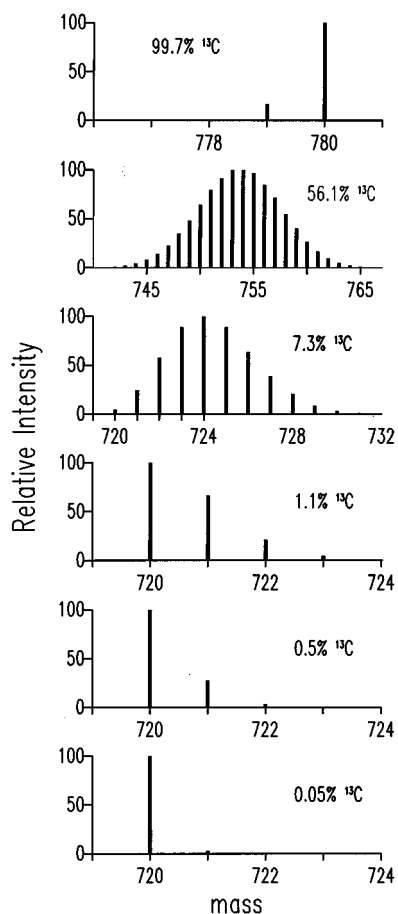 100
99.7% ¹³C
50
0
778 780
100
56.1% ¹³C
50
0
745 755 765
100
7.3% ¹³C
50
0
720 724 728 732
Relative Intensity
100
1.1% ¹³C
50
0
720 722 724
100
0.5% ¹³C
50
0
720 722 724
100
0.05% ¹³C
50
0
720 722 724
mass